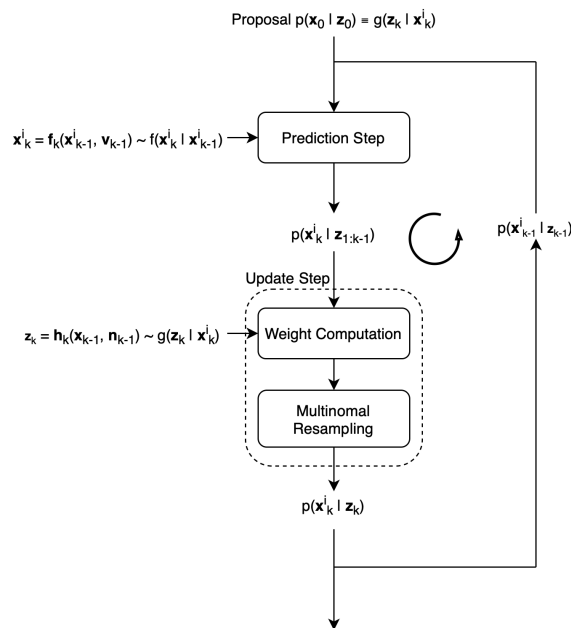 Proposal p(x₀ | z₀) ≡ g(zₖ | xⁱₖ)
xⁱₖ = fₖ(xⁱₖ₋₁, vₖ₋₁) ~ f(xⁱₖ | xⁱₖ₋₁)
Prediction Step
p(xⁱₖ | z₁:ₖ₋₁)
p(xⁱₖ₋₁ | zₖ₋₁)
Update Step
zₖ = hₖ(xₖ₋₁, nₖ₋₁) ~ g(zₖ | xⁱₖ)
Weight Computation
Multinomal
Resampling
p(xⁱₖ | zₖ)